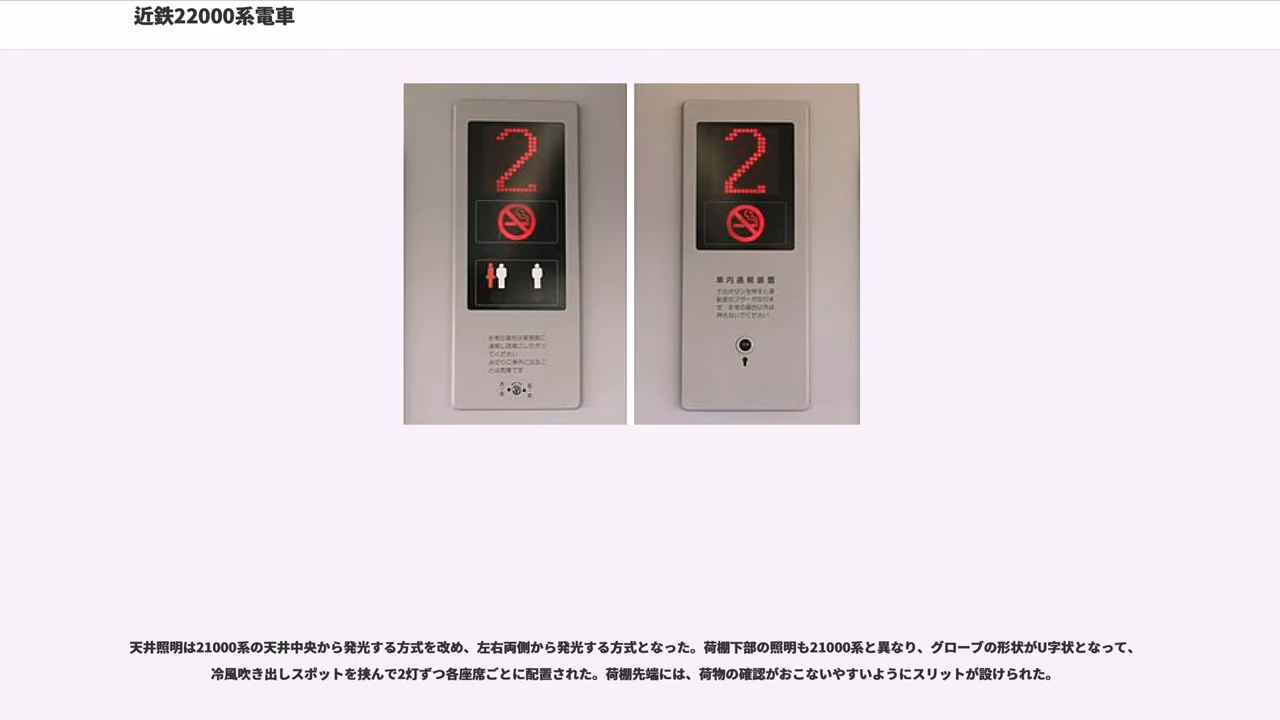 近鉄22000系電車
2
2
車内通報装置
天井照明は21000系の天井中央から発光する方式を改め、左右両側から発光する方式となった。荷棚下部の照明も21000系と異なり、グローブの形状がU字状となって、
冷風吹き出しスポットを挟んで2灯ずつ各座席ごとに配置された。荷棚先端には、荷物の確認がおこないやすいようにスリットが設けられた。